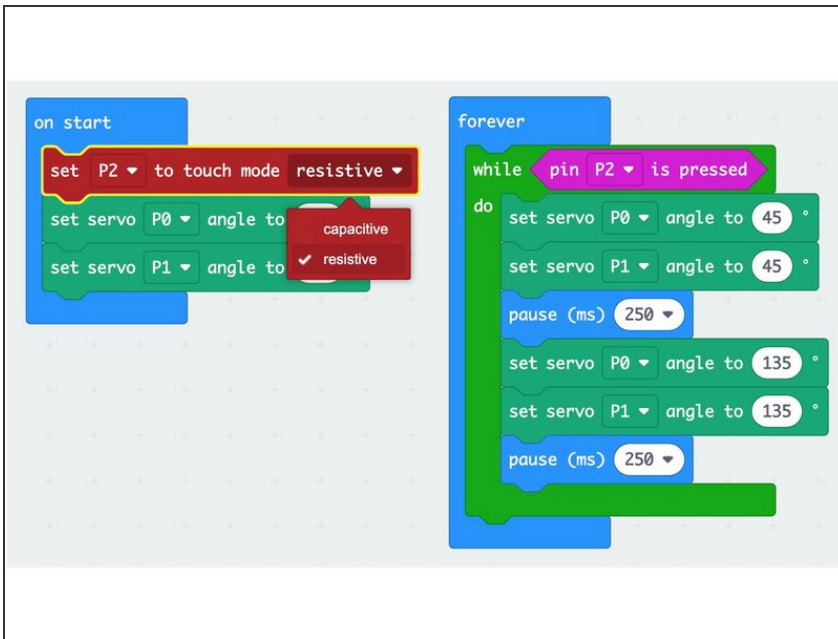 on start
set P2 to touch mode resistive
set servo P0 angle to
set servo P1 angle to
capacitive
resistive
forever
while pin P2 is pressed
do
set servo P0 angle to 45 °
set servo P1 angle to 45 °
pause (ms) 250
set servo P0 angle to 135 °
set servo P1 angle to 135 °
pause (ms) 250